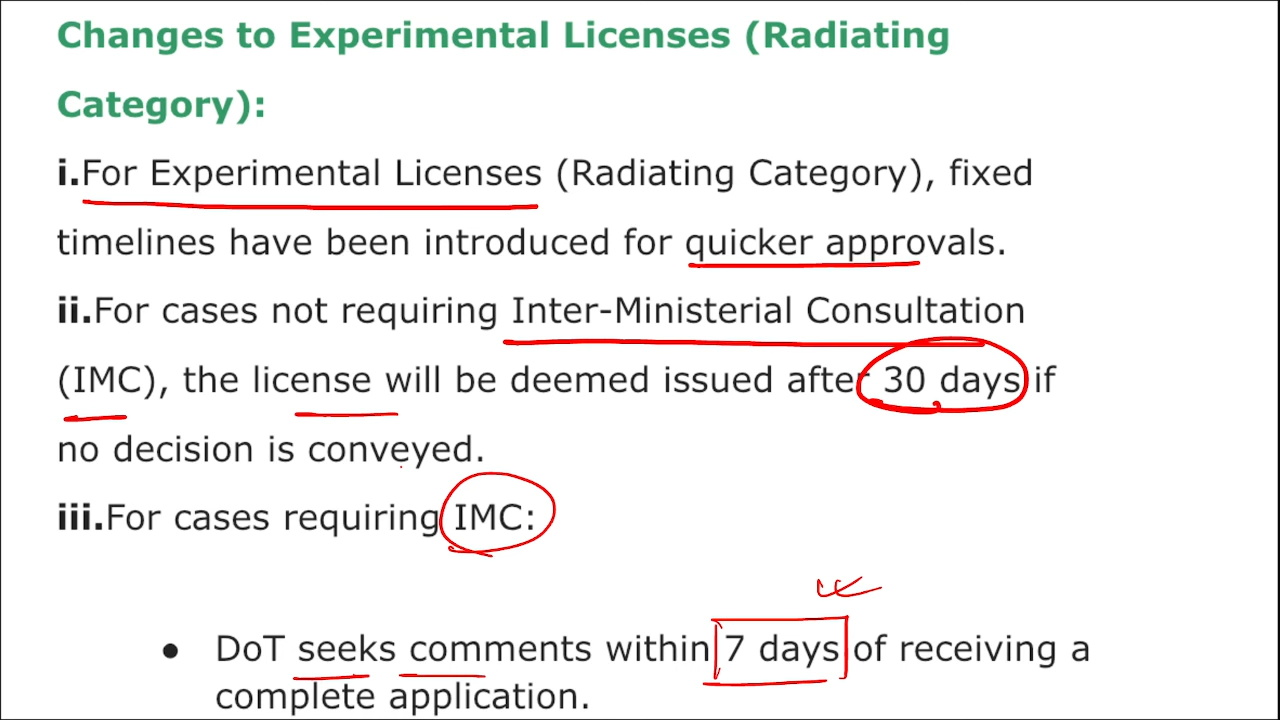 Changes to Experimental Licenses (Radiating
Category):
i.For Experimental Licenses (Radiating Category), fixed
timelines have been introduced for quicker approvals.
ii.For cases not requiring Inter-Ministerial Consultation
(IMC), the license will be deemed issued after 30 days if
no decision is conveyed.
iii.For cases requiring IMC:
● DoT seeks comments within 7 days of receiving a
complete application.